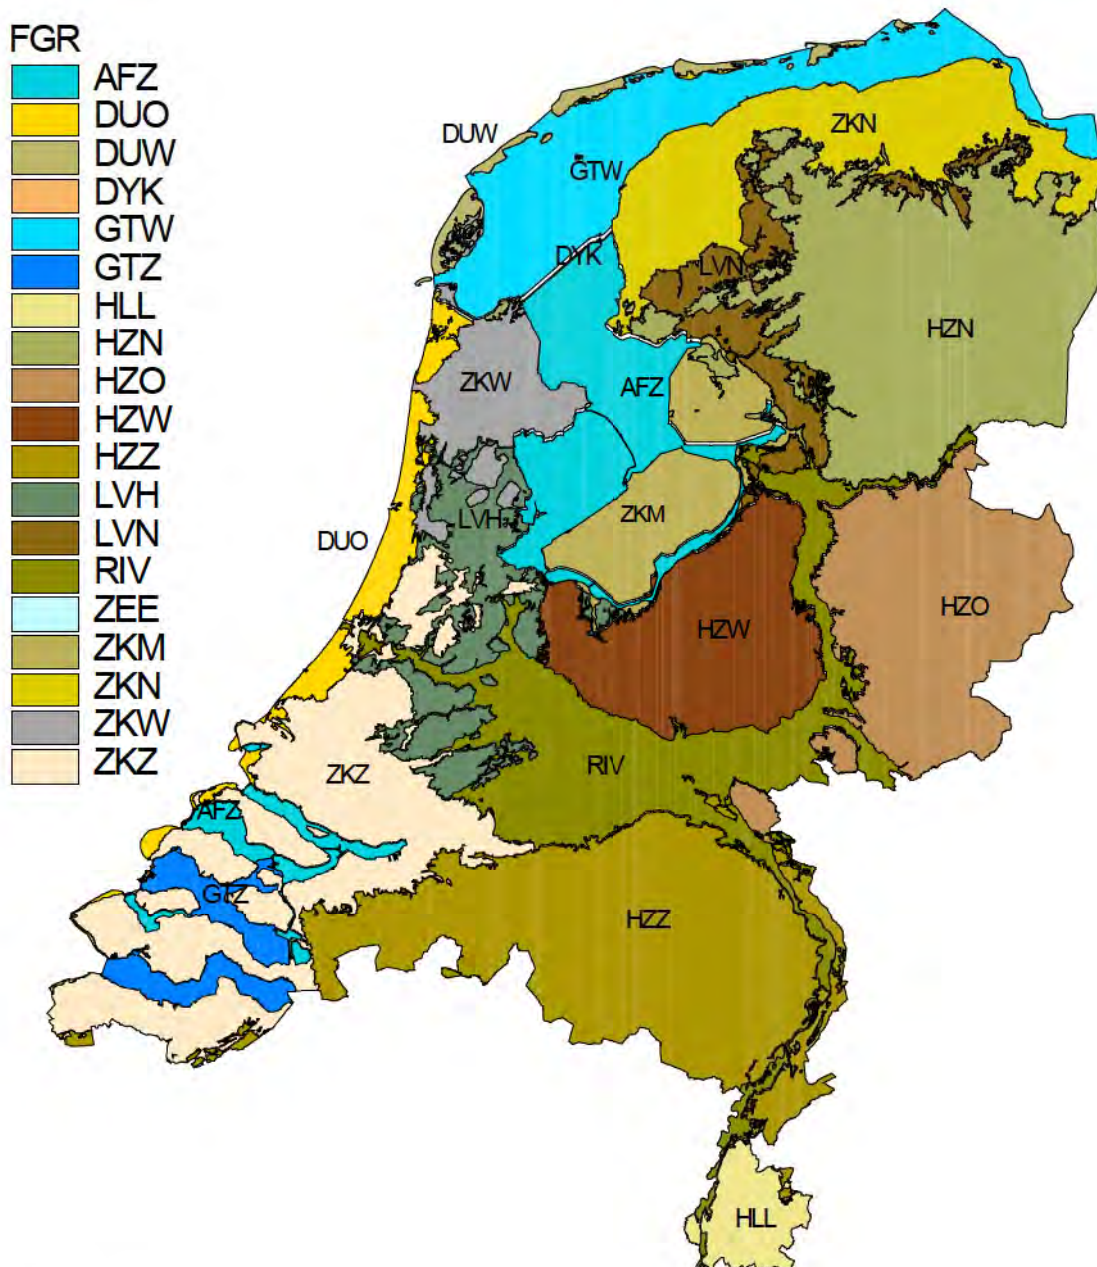 FGR
AFZ
DUO
DUW
DYK
GTW
GTZ
HLL
HZN
HZO
HZW
HZZ
LVH
LVN
RIV
ZEE
ZKM
ZKN
ZKW
ZKZ
DUW
ZKN
GTW
DYK
LVN
HZN
ZKW
AFZ
LVH
ZKM
DUO
HZO
HZW
ZKZ
RIV
AFZ
GTZ
HZZ
HLL